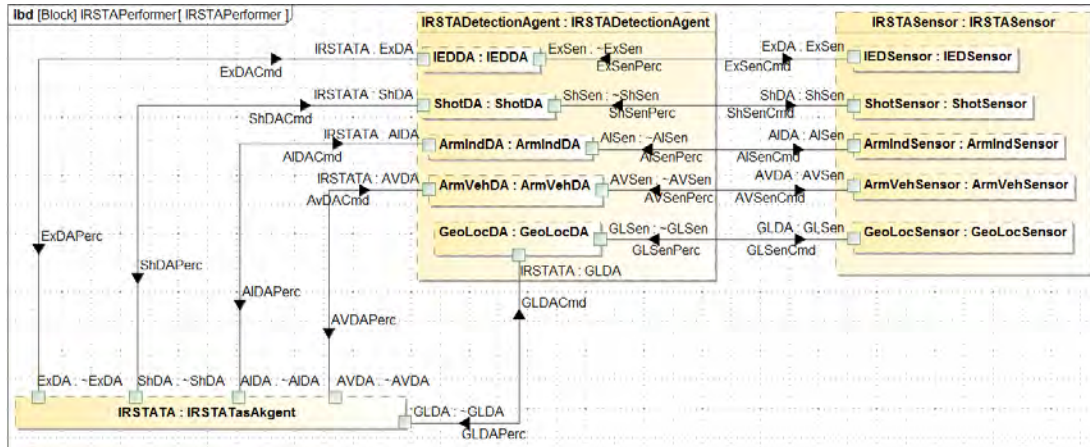 ibd [Block] IRSTAPerformer[ IRSTAPerformer ]
IRSTADetectionAgent : IRSTADetectionAgent
IRSTASensor : IRSTASensor
IRSTATA : ExDA
ExDACmd
IEDDA : IEDDA
ExSen : ~ExSen
ExSenPerc
ExDA : ExSen
ExSenCmd
IEDSensor : IEDSensor
IRSTATA : ShDA
ShDACmd
ShotDA : ShotDA
ShSen : ~ShSen
ShSenPerc
ShDA : ShSen
ShSenCmd
ShotSensor : ShotSensor
IRSTATA : AIDA
AIDACmd
ArmIndDA : ArmIndDA
AISen : ~AISen
AISenPerc
AIDA : AISen
AISenCmd
ArmIndSensor : ArmIndSensor
IRSTATA : AVDA
AvDACmd
ArmVehDA : ArmVehDA
AVSen : ~AVSen
AVSenPerc
AVDA : AVSen
AVSenCmd
ArmVehSensor : ArmVehSensor
GeoLocDA : GeoLocDA
GLSen : ~GLSen
GLSenPerc
GLDA : GLSen
GLSenCmd
GeoLocSensor : GeoLocSensor
IRSTATA : GLDA
GLDACmd
ExDAPerc
ShDAPerc
AIDAPerc
AVDAPerc
ExDA : ~ExDA
ShDA : ~ShDA
AIDA : ~AIDA
AVDA : ~AVDA
IRSTATA : IRSTATasAkgent
GLDA : ~GLDA
GLDAPerc